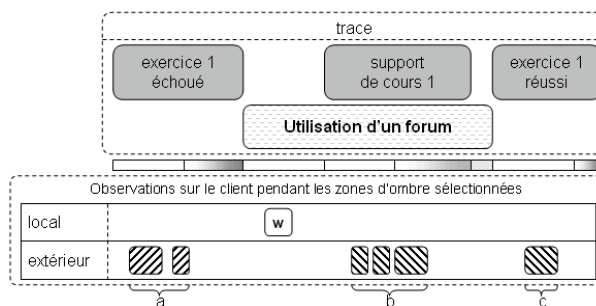 trace
exercice 1 support exercice 1
échoué de cours 1 réussi
Utilisation d'un forum
Observations sur le client pendant les zones d'ombre sélectionnées
local w
extérieur
a b c